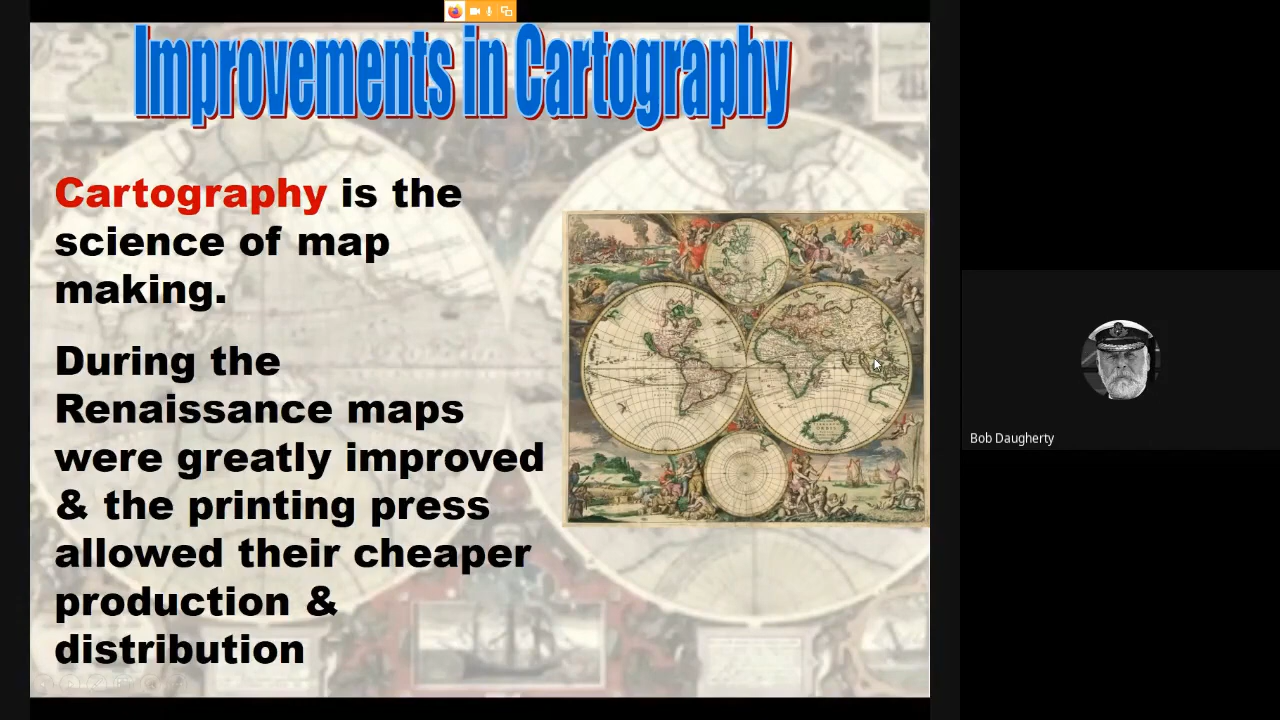 Improvements in Cartography
Cartography is the
science of map
making.
During the
Renaissance maps
were greatly improved
& the printing press
allowed their cheaper
production &
distribution
Bob Daugherty